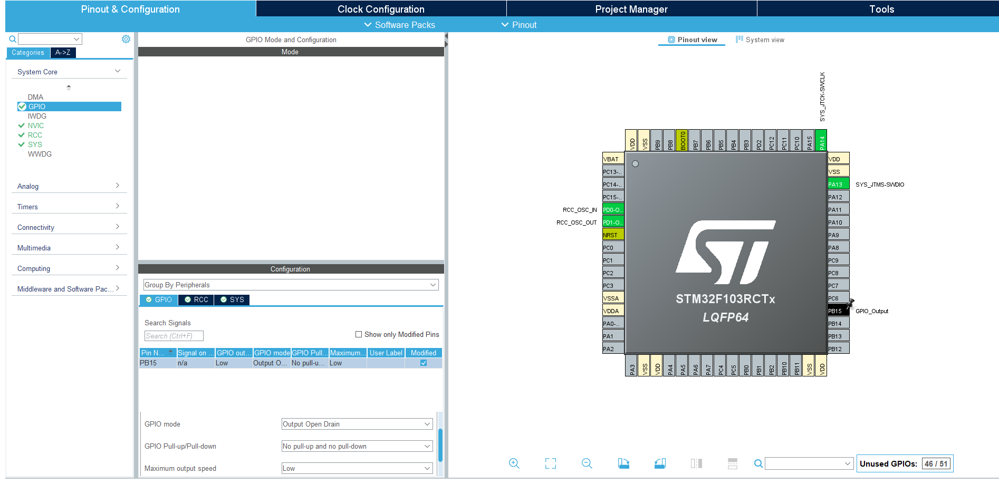 Pinout & Configuration
Clock Configuration
Project Manager
Tools
Software Packs
Pinout
Categories
A->Z
System Core
DMA
GPIO
IWDG
NVIC
RCC
SYS
WWDG
Analog
Timers
Connectivity
Multimedia
Computing
Middleware and Software Pac...
GPIO Mode and Configuration
Mode
Configuration
Group By Peripherals
GPIO
RCC
SYS
Search Signals
Search (Ctrl+F)
Show only Modified Pins
Pin N... Signal on ... GPIO out... GPIO mode GPIO Pull... Maximum... User Label Modified
PB15 n/a Low Output O... No pull-u... Low
GPIO mode
Output Open Drain
GPIO Pull-up/Pull-down
No pull-up and no pull-down
Maximum output speed
Low
Pinout view
System view
SYS_JTCK-SWCLK
VDD
VSS
PB9
PB8
BOOT0
PB7
PB6
PB5
PB4
PB3
PD2
PC12
PC11
PC10
PA15
PA14
VBAT
PC13-..
PC14-..
PC15-..
RCC_OSC_IN PD0-O..
RCC_OSC_OUT PD1-O..
NRST
PC0
PC1
PC2
PC3
VSSA
VDDA
PA0-..
PA1
PA2
STM32F103RCTx
LQFP64
VDD
VSS
PA13 SYS_JTMS-SWDIO
PA12
PA11
PA10
PA9
PA8
PC9
PC8
PC7
PC6
PB15 GPIO_Output
PB14
PB13
PB12
PA3
VSS
VDD
PA4
PA5
PA6
PA7
PC4
PC5
PB0
PB1
PB2
PB10
PB11
VSS
VDD
Unused GPIOs: 46 / 51